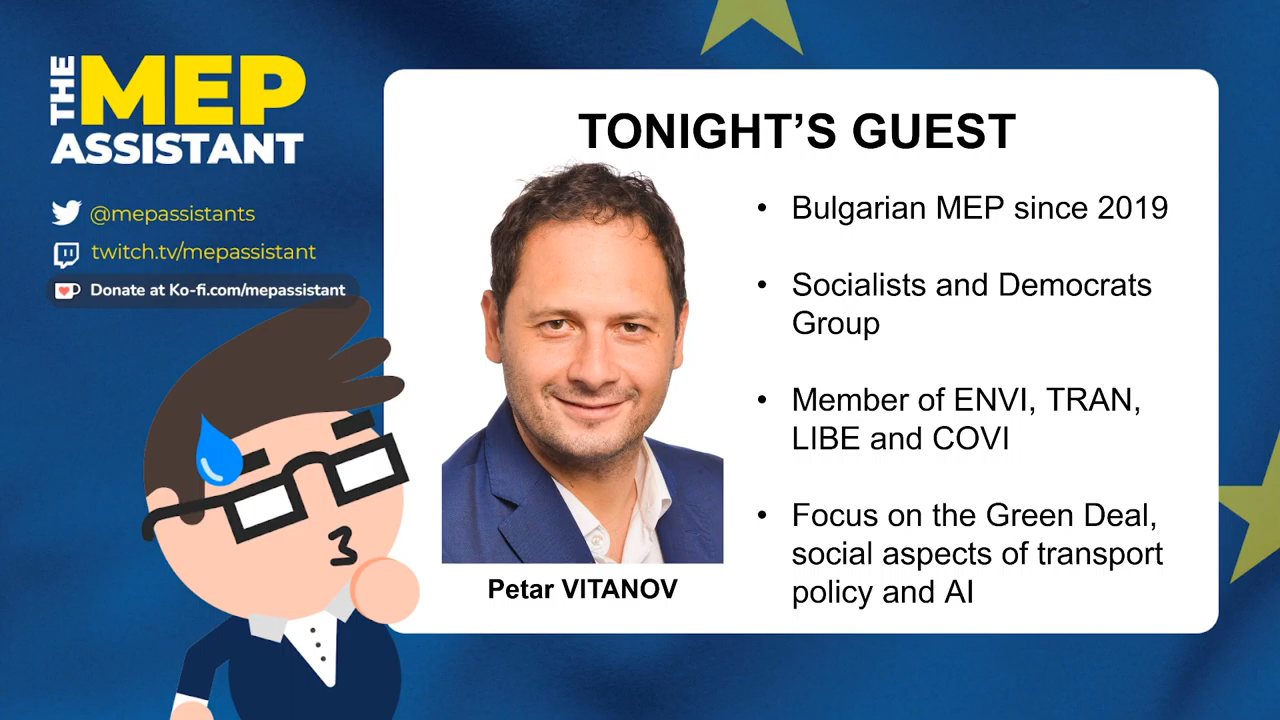 THE
MEP
ASSISTANT
@mepassistants
twitch.tv/mepassistant
Donate at Ko-fi.com/mepassistant
TONIGHT’S GUEST
Petar VITANOV
• Bulgarian MEP since 2019
• Socialists and Democrats
Group
• Member of ENVI, TRAN,
LIBE and COVI
• Focus on the Green Deal,
social aspects of transport
policy and AI